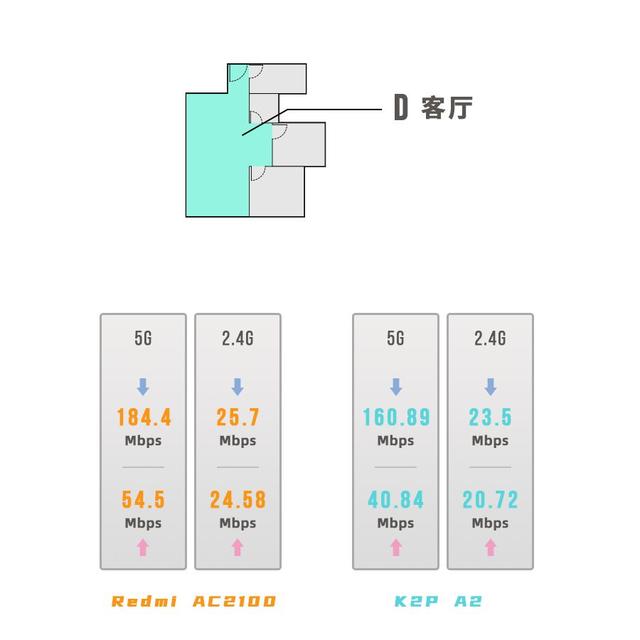 D 客厅
5G
2.4G
5G
2.4G
184.4
25.7
160.89
23.5
Mbps
Mbps
Mbps
Mbps
54.5
24.58
40.84
20.72
Mbps
Mbps
Mbps
Mbps
Redmi AC2100
K2P A2